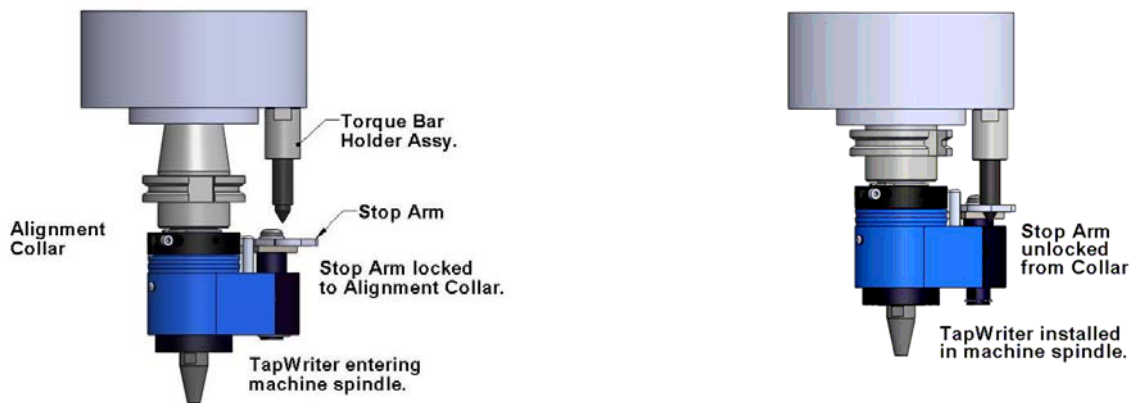 Torque Bar
Holder Assy.
Stop Arm
Alignment
Collar
Stop Arm locked
to Alignment Collar.
TapWriter entering
machine spindle.
Stop Arm
unlocked
from Collar
TapWriter installed
in machine spindle.